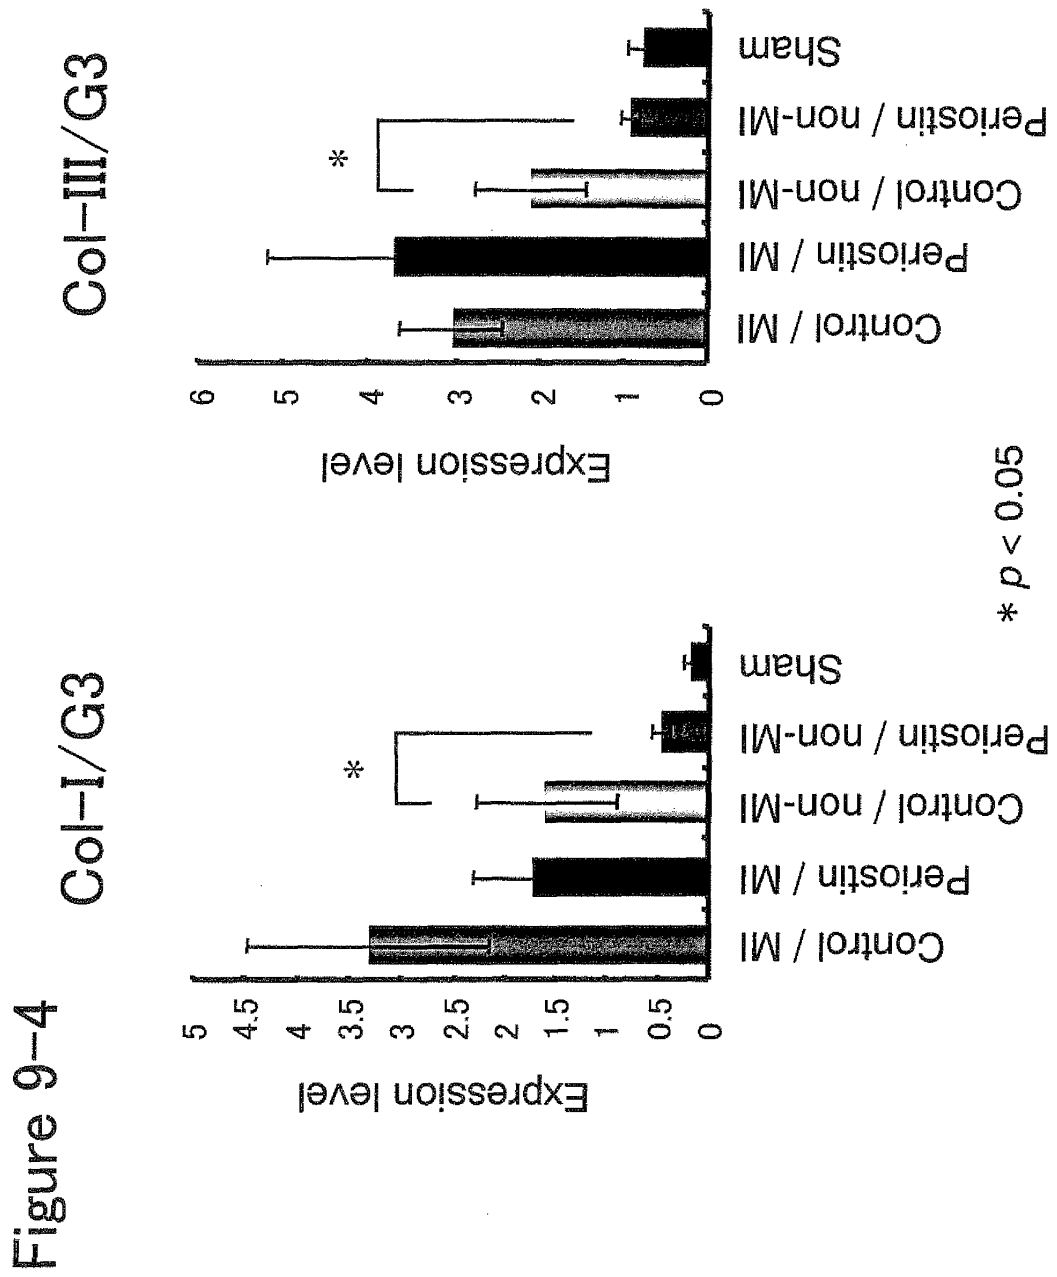 Figure 9-4
Col-I/G3
Expression level
5
4.5
4
3.5
3
2.5
2
1.5
1
0.5
0
*
Control / MI
Periostin / MI
Control / non-MI
Periostin / non-MI
Sham
Col-III/G3
Expression level
6
5
4
3
2
1
0
*
Control / MI
Periostin / MI
Control / non-MI
Periostin / non-MI
Sham
* p < 0.05